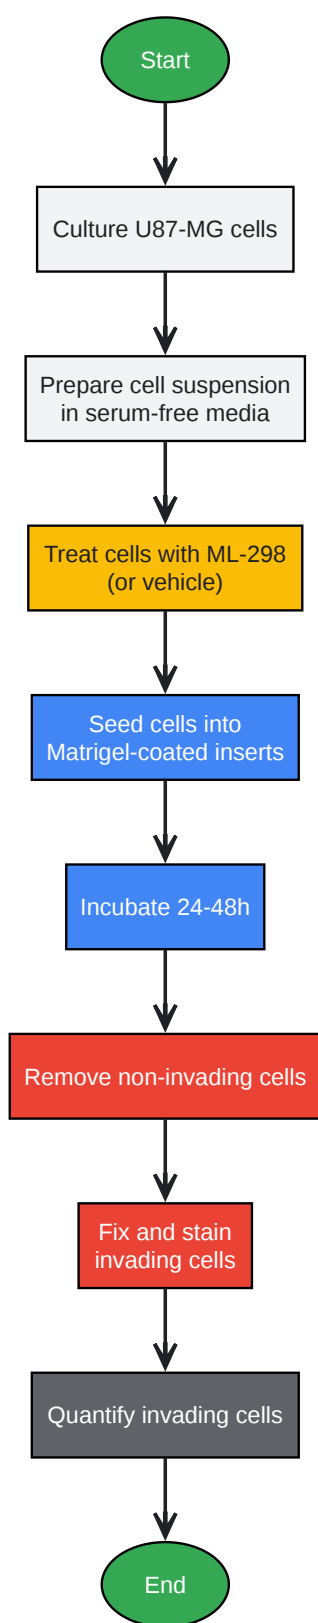 Start
Culture U87-MG cells
Prepare cell suspension
in serum-free media
Treat cells with ML-298
(or vehicle)
Seed cells into
Matrigel-coated inserts
Incubate 24-48h
Remove non-invading cells
Fix and stain
invading cells
Quantify invading cells
End